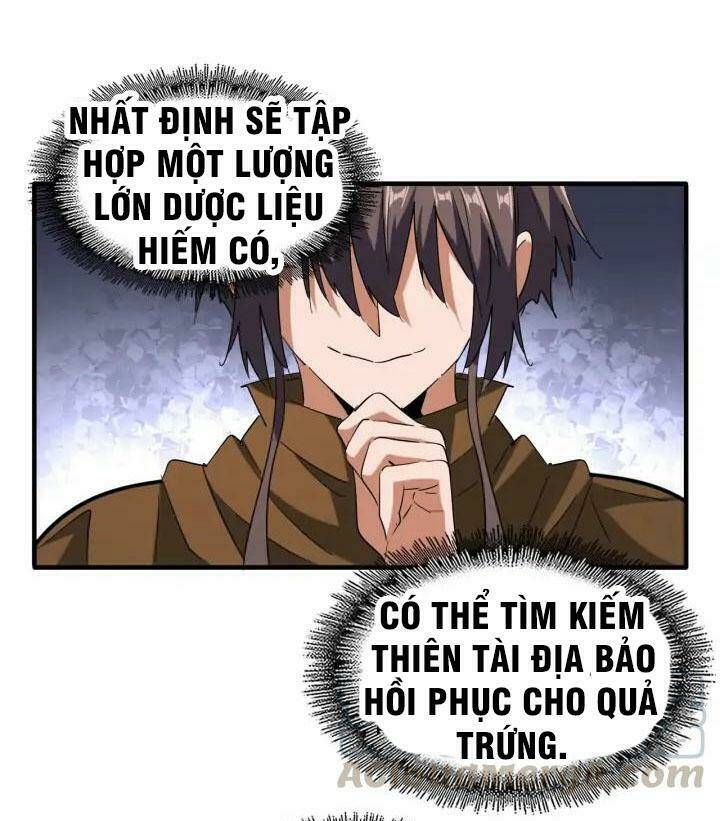 NHẤT ĐỊNH SẼ TẬP
HỢP MỘT LƯỢNG
LỚN DƯỢC LIỆU
HIẾM CÓ,
CÓ THỂ TÌM KIẾM
THIÊN TÀI ĐỊA BẢO
HỒI PHỤC CHO QUẢ
TRỨNG.